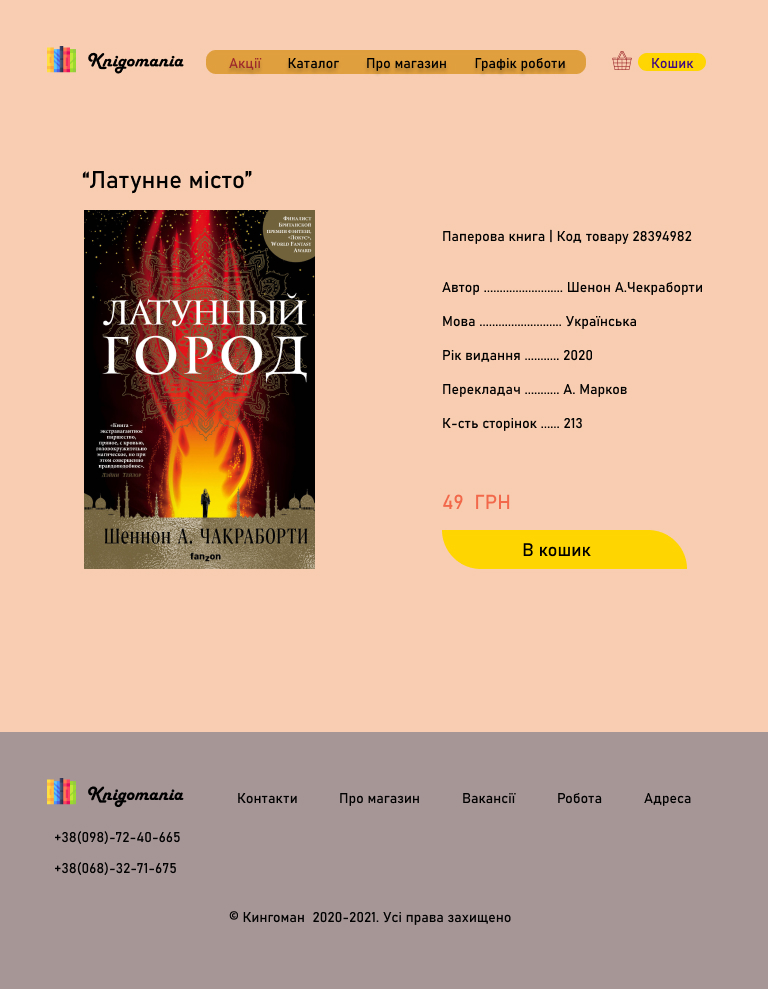 Knigomania
Акції Каталог Про магазин Графік роботи
Кошик
“Латунне місто”
Финалист
Британской
премии фэнтези,
«Локус»,
World Fantasy
Award
ЛАТУННЫЙ
ГОРОД
«Книга –
экстравагантное
пиршество,
пряное, с кровью,
головокружительно
магическое, но при
этом совершенно
правдоподобное».
Лэйни Тейлор
Шеннон А. ЧАКРАБОРТИ
fanzon
Паперова книга | Код товару 28394982
Автор ......................... Шенон А.Чекраборти
Мова .......................... Українська
Рік видання ........... 2020
Перекладач ........... А. Марков
К-сть сторінок ...... 213
49 ГРН
В кошик
Knigomania
Контакти Про магазин Вакансії Робота Адреса
+38(098)-72-40-665
+38(068)-32-71-675
© Кингоман 2020-2021. Усі права захищено